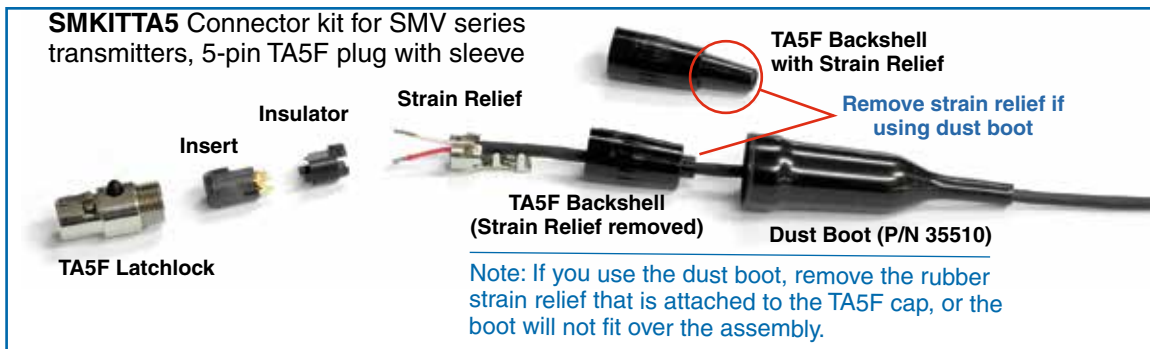 SMKITTA5 Connector kit for SMV series
transmitters, 5-pin TA5F plug with sleeve
TA5F Backshell
with Strain Relief
Strain Relief
Remove strain relief if
using dust boot
Insulator
Insert
TA5F Backshell
(Strain Relief removed)
Dust Boot (P/N 35510)
TA5F Latchlock
Note: If you use the dust boot, remove the rubber
strain relief that is attached to the TA5F cap, or the
boot will not fit over the assembly.